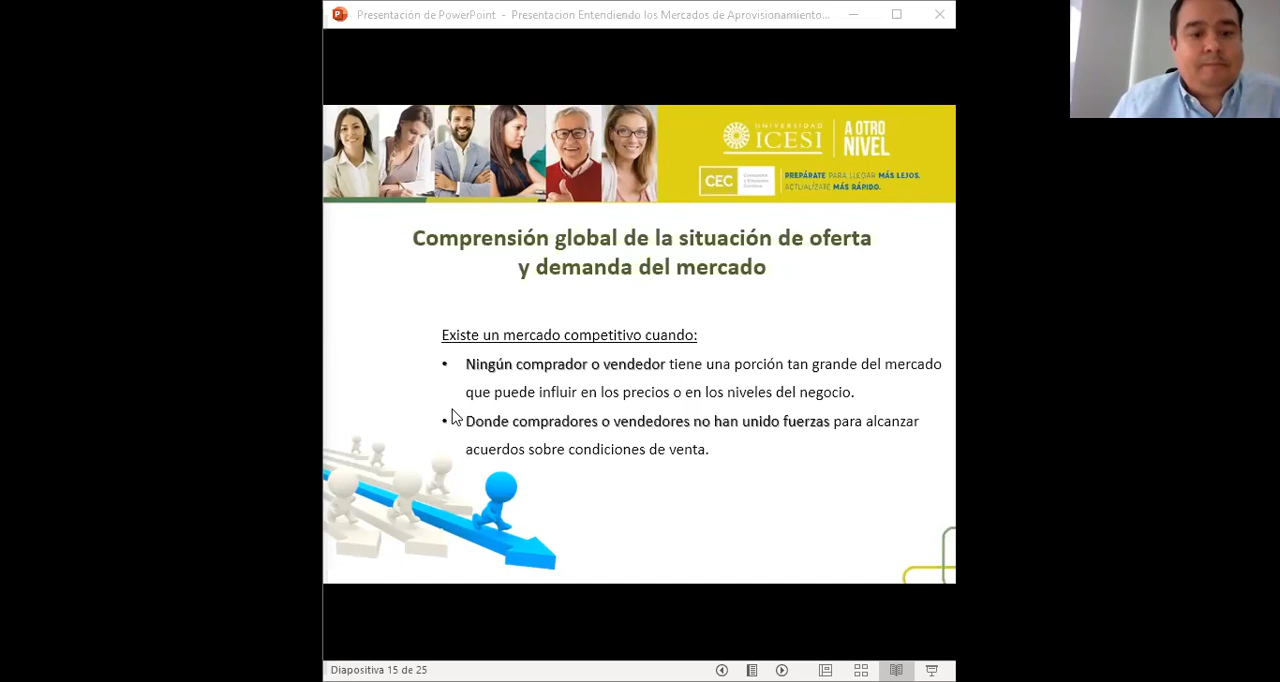 Presentación de PowerPoint - Presentacion Entendiendo los Mercados de Aprovisionamiento...
UNIVERSIDAD
ICESI
A OTRO
NIVEL
CEC
Consultoría
y Educación
Continua
PREPÁRATE PARA LLEGAR MÁS LEJOS.
ACTUALÍZATE MÁS RÁPIDO.
Comprensión global de la situación de oferta
y demanda del mercado
Existe un mercado competitivo cuando:
• Ningún comprador o vendedor tiene una porción tan grande del mercado
que puede influir en los precios o en los niveles del negocio.
• Donde compradores o vendedores no han unido fuerzas para alcanzar
acuerdos sobre condiciones de venta.
Diapositiva 15 de 25